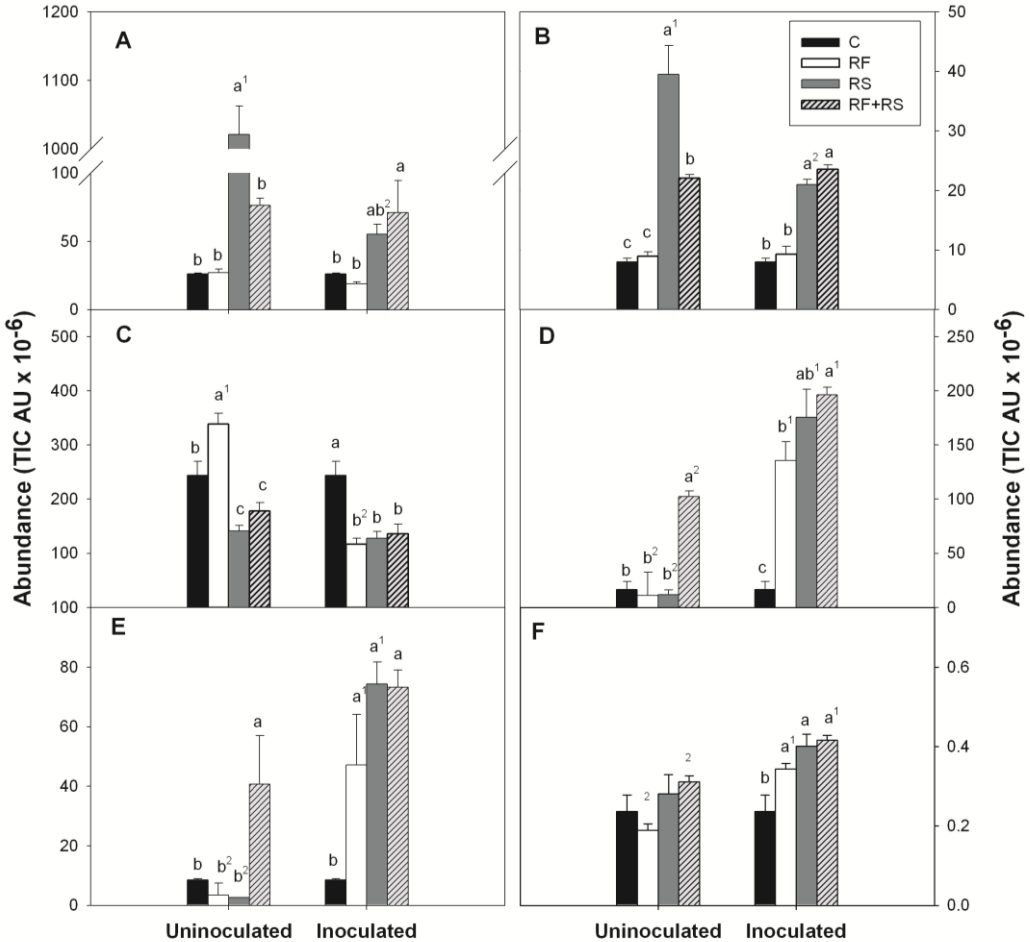 A
1200
1100
1000
100
50
0
b
b
a1
b
b
b
ab2
a
B
50
40
30
20
10
0
c
c
a1
b
b
b
a2
a
C
RF
RS
RF+RS
C
500
400
300
200
100
100
b
a1
c
c
a
b2
b
b
D
250
200
150
100
50
0
b
b2
b2
a2
c
b1
ab1
a1
E
80
60
40
20
0
b
b2
b2
a
b
a1
a1
a
F
0.6
0.4
0.2
0.0
2
2
b
a1
a
a1
Abundance (TIC AU x 10-6)
Abundance (TIC AU x 10-6)
Uninoculated Inoculated
Uninoculated Inoculated